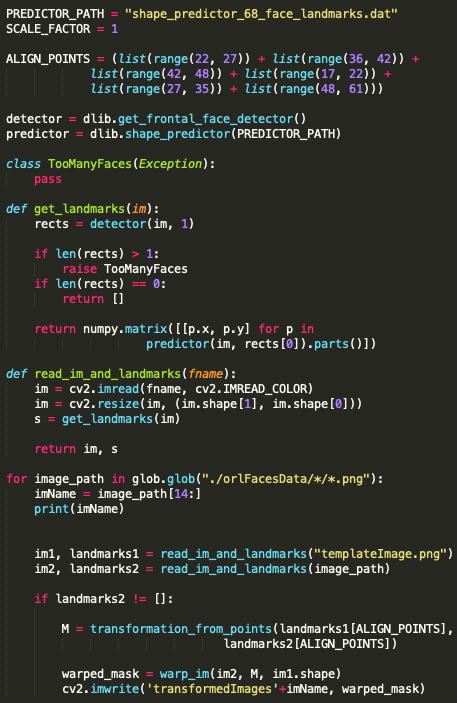 PREDICTOR_PATH = "shape_predictor_68_face_landmarks.dat"
SCALE_FACTOR = 1
ALIGN_POINTS = (list(range(22, 27)) + list(range(36, 42)) +
list(range(42, 48)) + list(range(17, 22)) +
list(range(27, 35)) + list(range(48, 61)))
detector = dlib.get_frontal_face_detector()
predictor = dlib.shape_predictor(PREDICTOR_PATH)
class TooManyFaces(Exception):
pass
def get_landmarks(im):
rects = detector(im, 1)
if len(rects) > 1:
raise TooManyFaces
if len(rects) == 0:
return []
return numpy.matrix([[p.x, p.y] for p in
predictor(im, rects[0]).parts()])
def read_im_and_landmarks(fname):
im = cv2.imread(fname, cv2.IMREAD_COLOR)
im = cv2.resize(im, (im.shape[1], im.shape[0]))
s = get_landmarks(im)
return im, s
for image_path in glob.glob("./orlFacesData/*/*.png"):
imName = image_path[14:]
print(imName)
im1, landmarks1 = read_im_and_landmarks("templateImage.png")
im2, landmarks2 = read_im_and_landmarks(image_path)
if landmarks2 != []:
M = transformation_from_points(landmarks1[ALIGN_POINTS],
landmarks2[ALIGN_POINTS])
warped_mask = warp_im(im2, M, im1.shape)
cv2.imwrite('transformedImages'+imName, warped_mask)